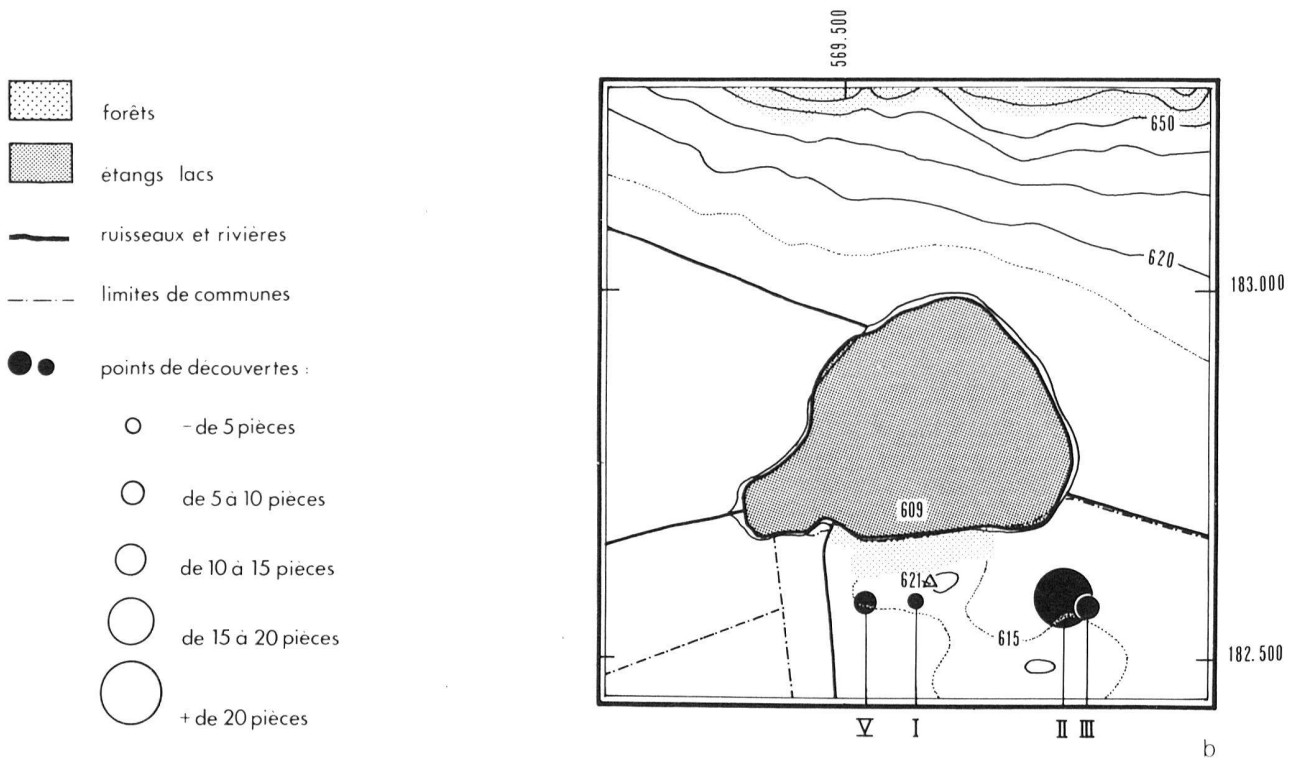 forêts
étangs lacs
ruisseaux et rivières
limites de communes
points de découvertes :
- de 5 pièces
de 5 à 10 pièces
de 10 à 15 pièces
de 15 à 20 pièces
+ de 20 pièces
569.500
650
620
183.000
609
621
615
182.500
V I II III
b